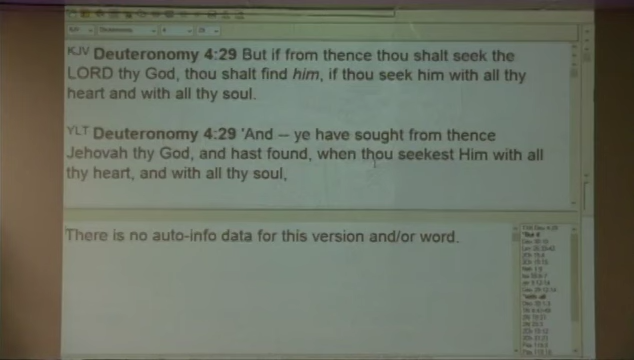 KJV Deuteronomy 4:29 But if from thence thou shalt seek the
LORD thy God, thou shalt find him, if thou seek him with all thy
heart and with all thy soul.
YLT Deuteronomy 4:29 'And — ye have sought from thence
Jehovah thy God, and hast found, when thou seekest Him with all
thy heart, and with all thy soul,
There is no auto-info data for this version and/or word.